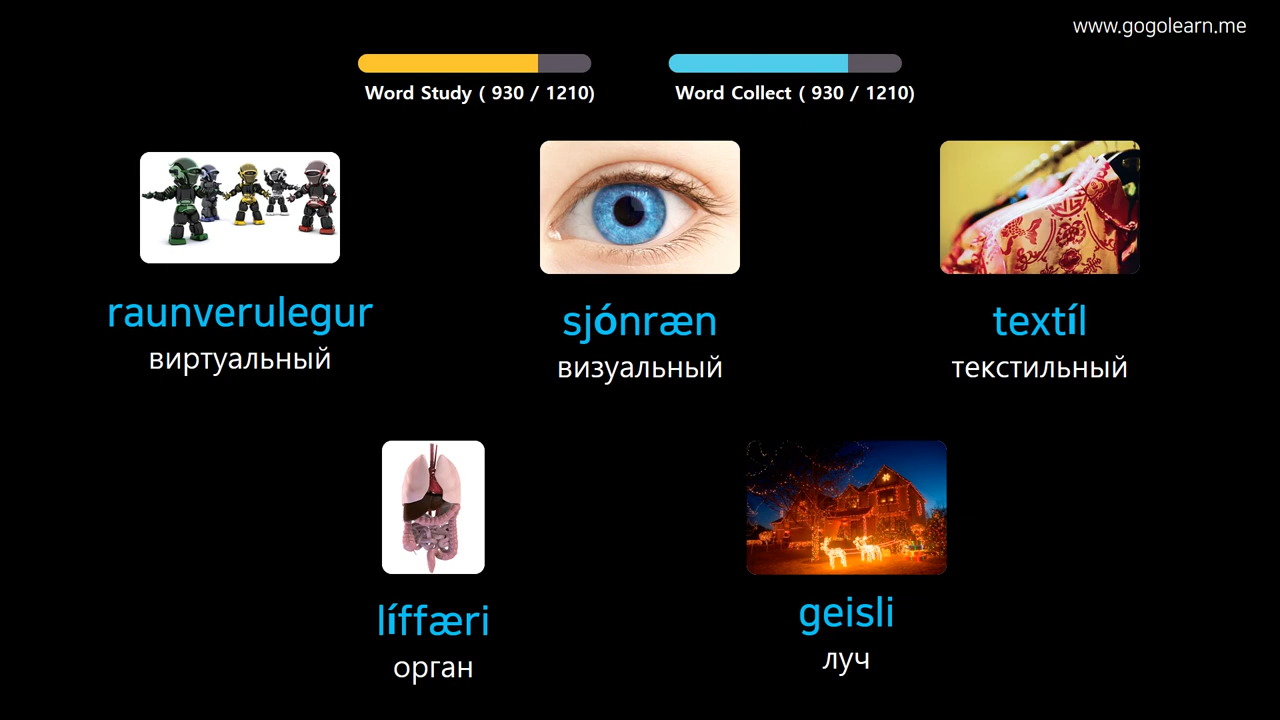 www.gogolearn.me
Word Study ( 930 / 1210)
Word Collect ( 930 / 1210)
raunverulegur
виртуальный
sjónræn
визуальный
textíl
текстильный
líffæri
орган
geisli
луч